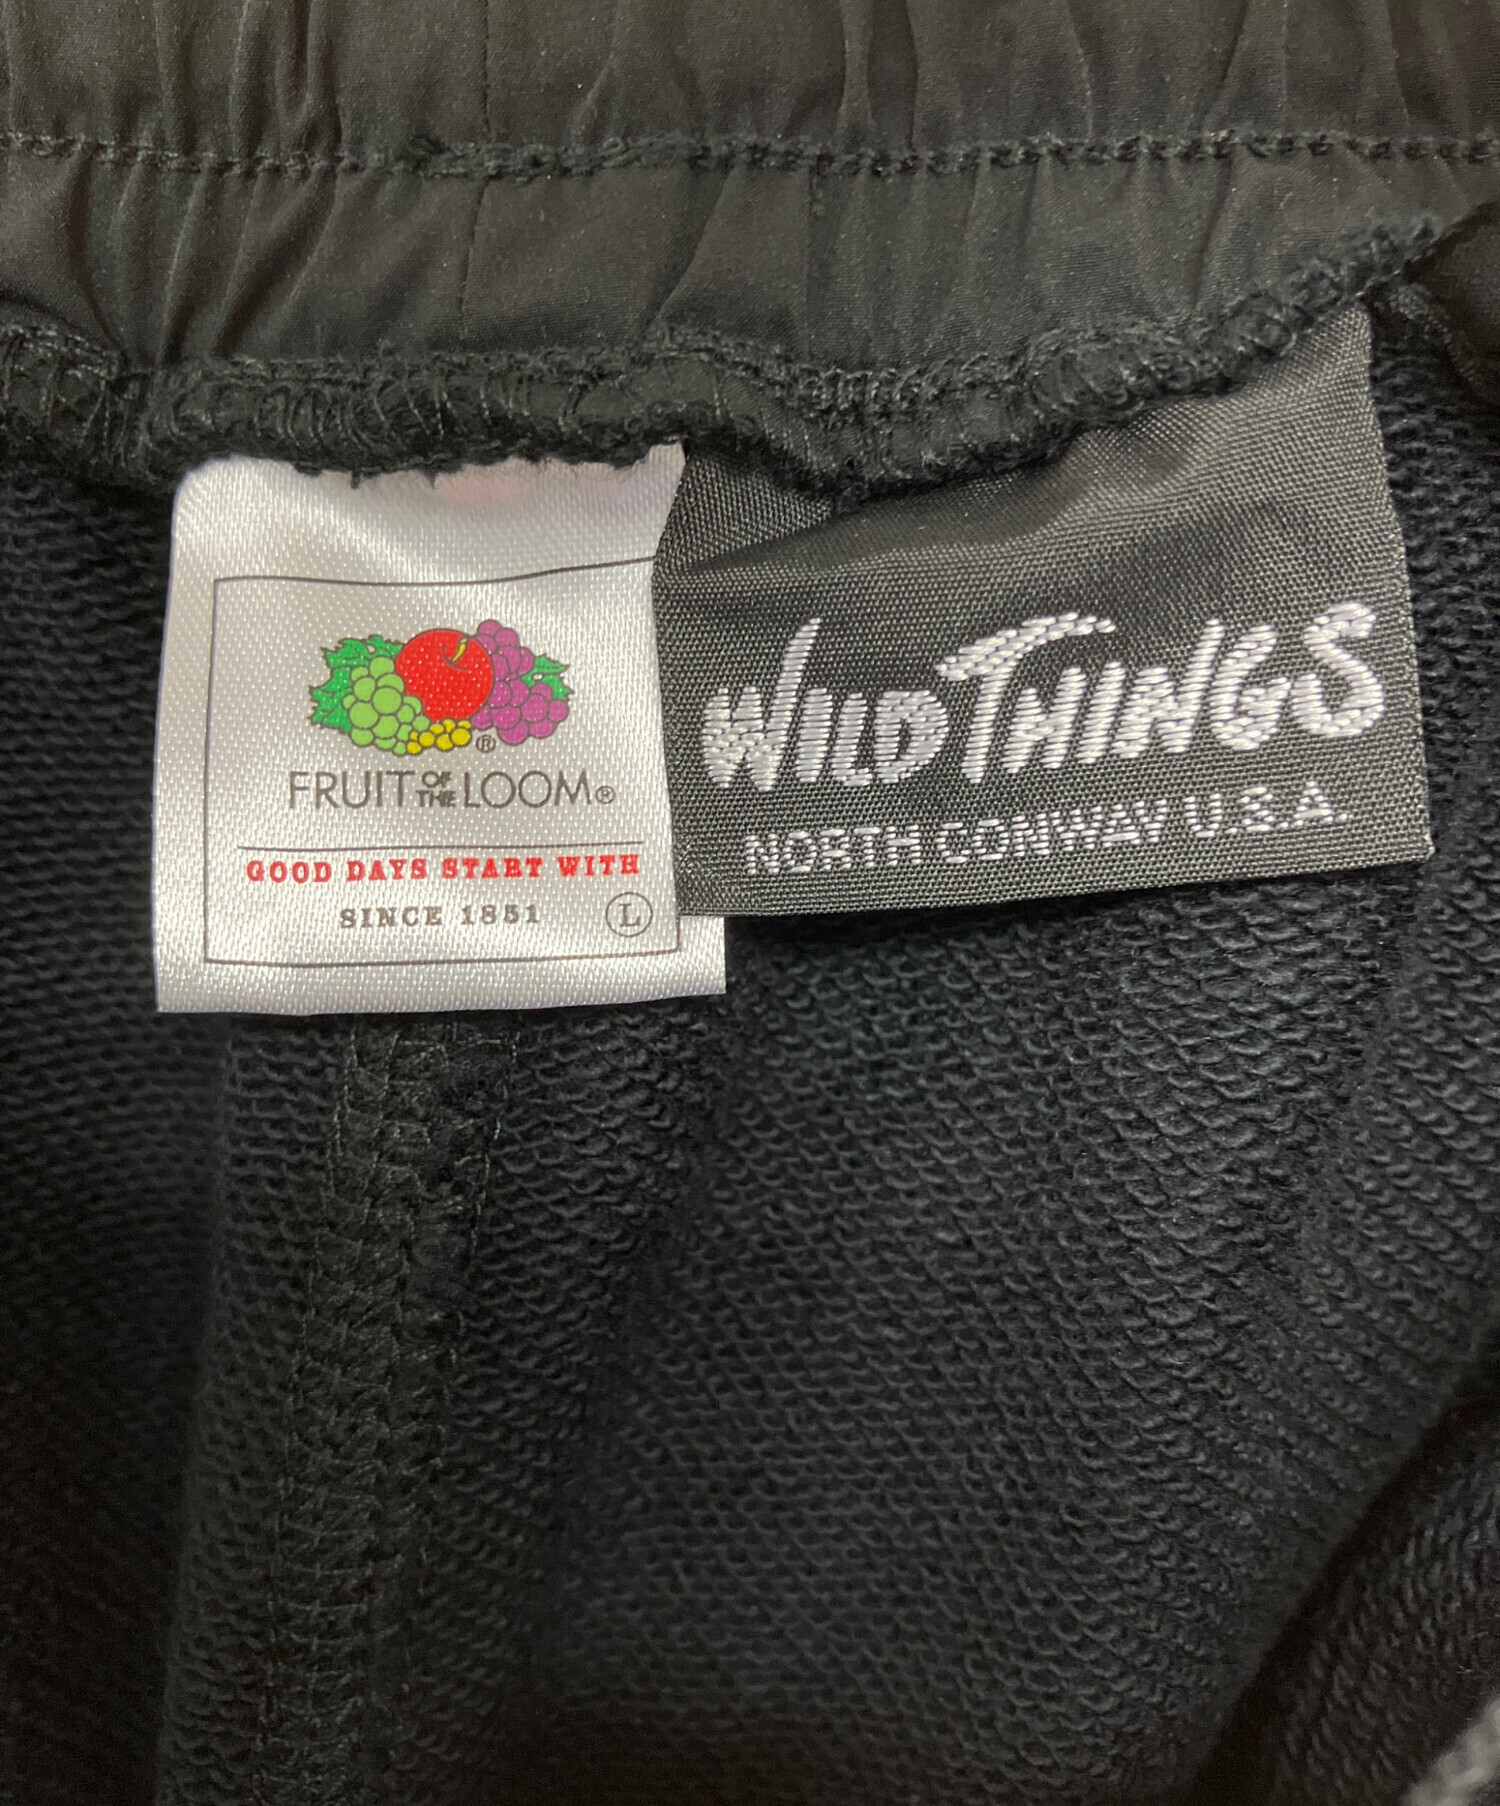 ®
FRUIT OF THE LOOM®
GOOD DAYS START WITH
SINCE 1851 Ⓛ
WILD THINGS
NORTH CONWAY U.S.A.